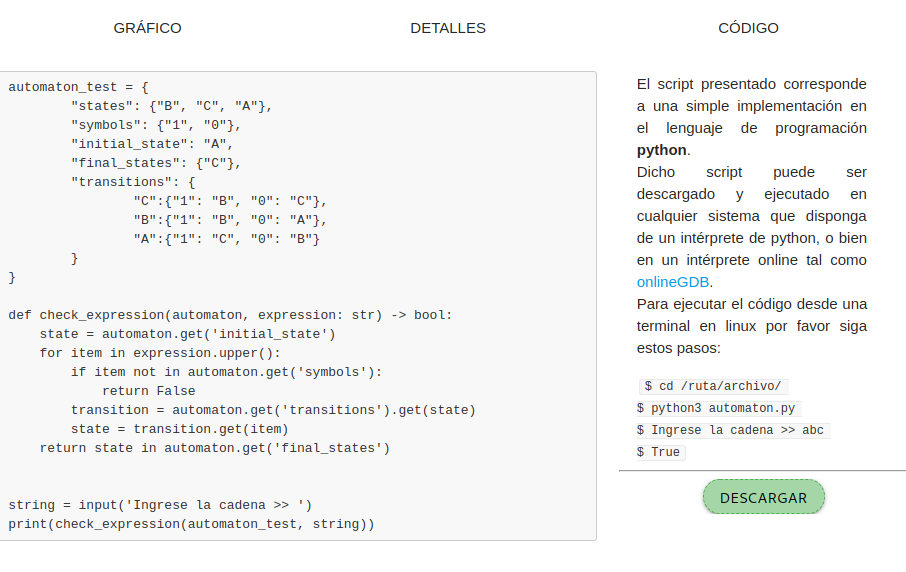 GRÁFICO DETALLES CÓDIGO
automaton_test = {
        "states": {"B", "C", "A"},
        "symbols": {"1", "0"},
        "initial_state": "A",
        "final_states": {"C"},
        "transitions": {
                "C":{"1": "B", "0": "C"},
                "B":{"1": "B", "0": "A"},
                "A":{"1": "C", "0": "B"}
        }
}

def check_expression(automaton, expression: str) -> bool:
    state = automaton.get('initial_state')
    for item in expression.upper():
        if item not in automaton.get('symbols'):
            return False
        transition = automaton.get('transitions').get(state)
        state = transition.get(item)
    return state in automaton.get('final_states')


string = input('Ingrese la cadena >> ')
print(check_expression(automaton_test, string))
El script presentado corresponde
a una simple implementación en
el lenguaje de programación
python.
Dicho script puede ser
descargado y ejecutado en
cualquier sistema que disponga
de un intérprete de python, o bien
en un intérprete online tal como
onlineGDB.
Para ejecutar el código desde una
terminal en linux por favor siga
estos pasos:
$ cd /ruta/archivo/
$ python3 automaton.py
$ Ingrese la cadena >> abc
$ True
DESCARGAR